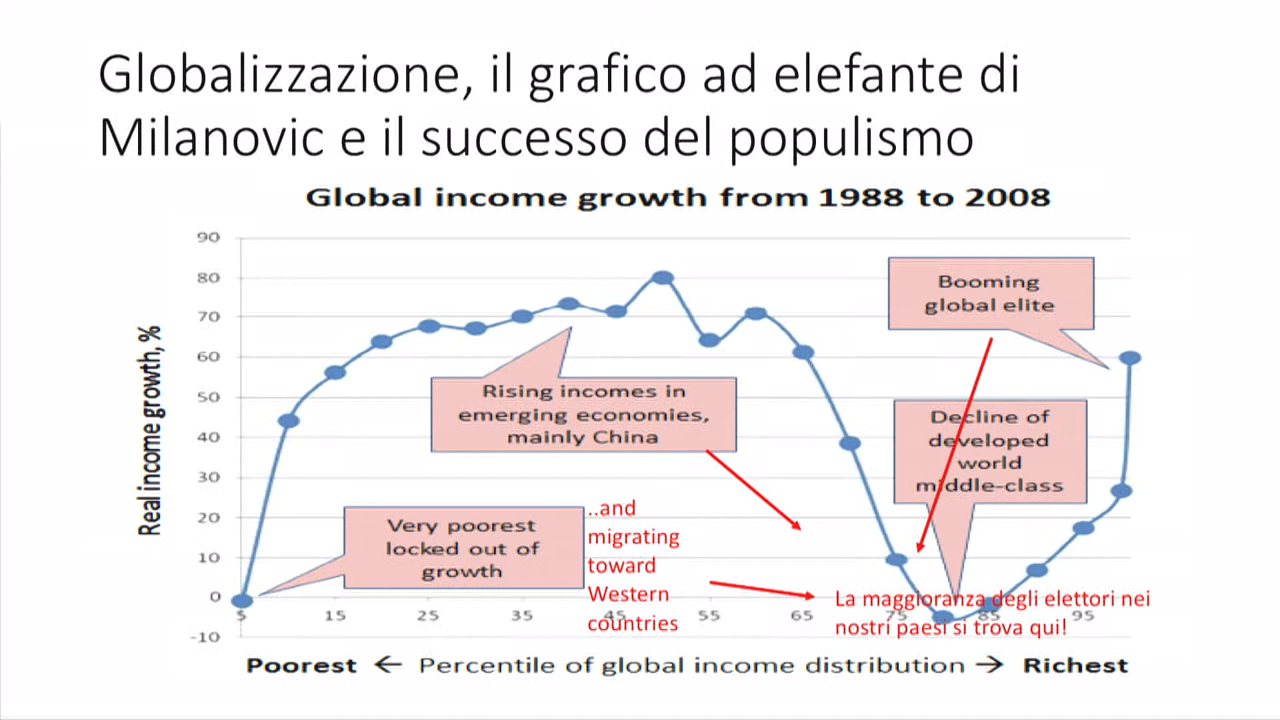 Globalizzazione, il grafico ad elefante di
Milanovic e il successo del populismo
Global income growth from 1988 to 2008
Real income growth, %
90
80
70
60
50
40
30
20
10
0
-10
Booming
global elite
Rising incomes in
emerging economies,
mainly China
Decline of
developed
world
middle-class
Very poorest
locked out of
growth
..and
migrating
toward
Western
countries
La maggioranza degli elettori nei
nostri paesi si trova qui!
5 15 25 35 45 55 65 75 85 95
Poorest ← Percentile of global income distribution → Richest